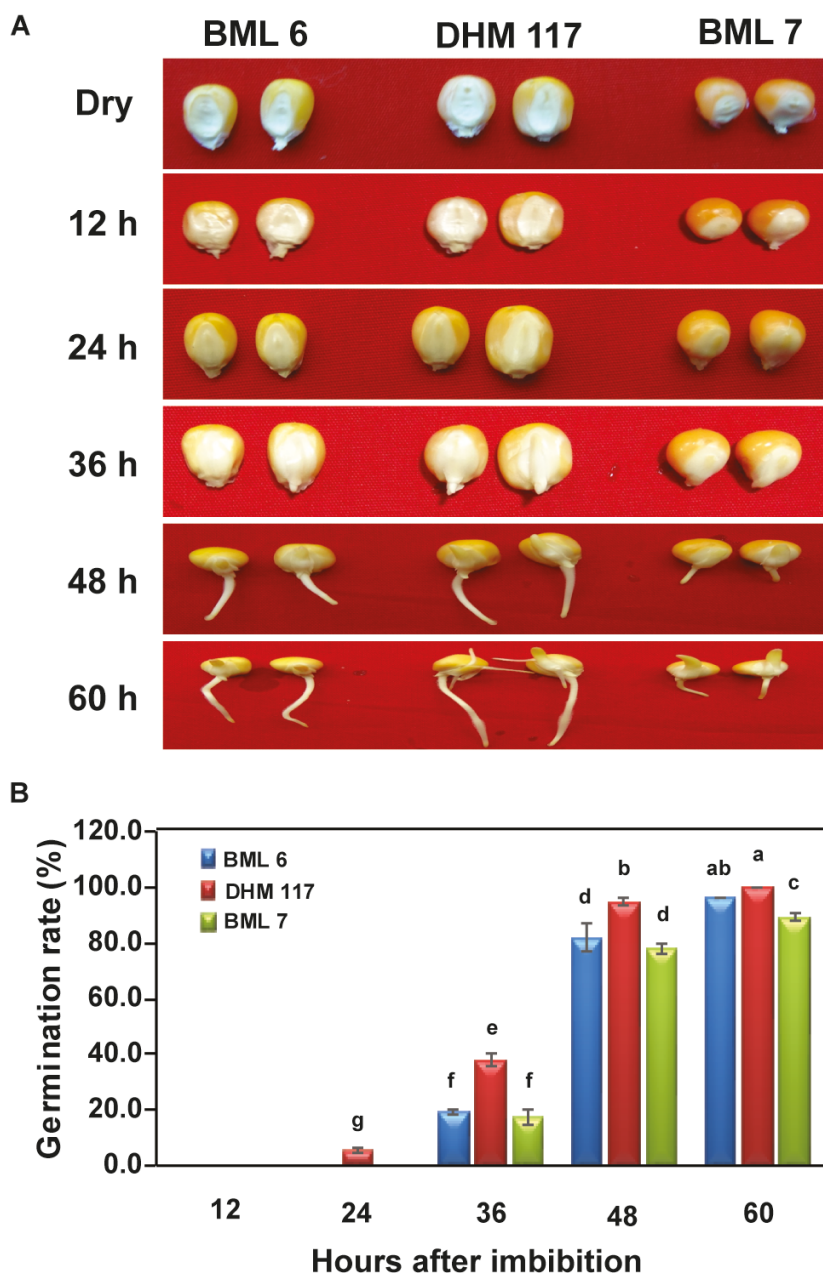 A
BML 6 DHM 117 BML 7
Dry
12 h
24 h
36 h
48 h
60 h
B
120.0
100.0
80.0
60.0
40.0
20.0
0.0
Germination rate (%)
BML 6
DHM 117
BML 7
g
f e f
d b d
ab a c
12 24 36 48 60
Hours after imbibition